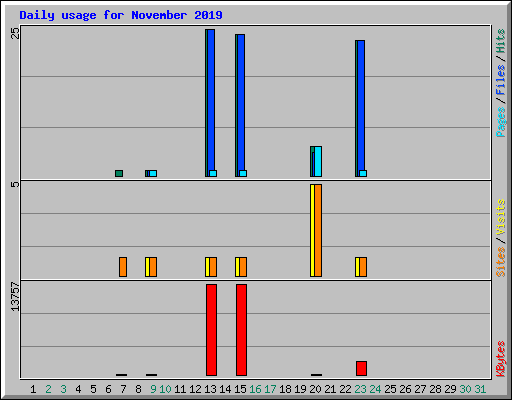 Daily usage for November 2019
25
5
13757
Pages / Files / Hits
Sites / Visits
KBytes
1 2 3 4 5 6 7 8 9 10 11 12 13 14 15 16 17 18 19 20 21 22 23 24 25 26 27 28 29 30 31